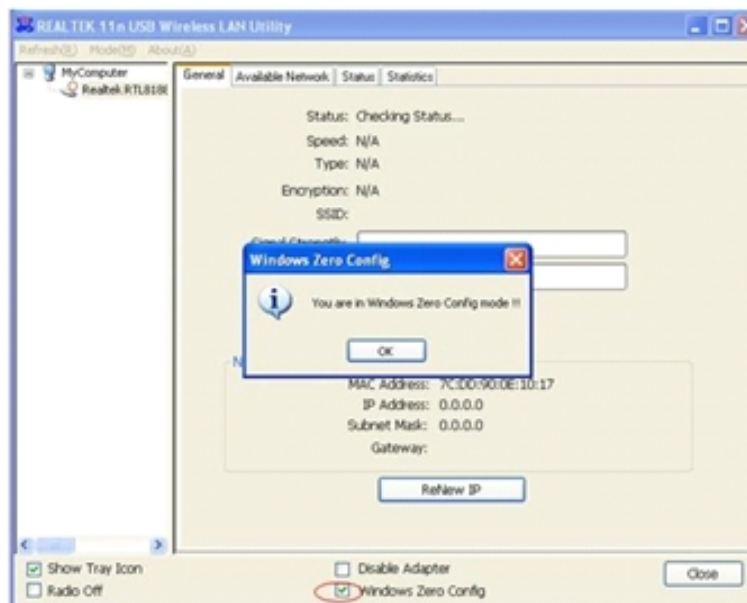 REALTEK 11n USB Wireless LAN Utility
Refresh(R) Mode(M) About(A)
MyComputer
Realtek RTL8188
General Available Network Status Statistics
Status: Checking Status...
Speed: N/A
Type: N/A
Encryption: N/A
SSID:
Signal Strength:
Windows Zero Config
You are in Windows Zero Config mode !!!
OK
MAC Address: 7C:DD:90:0E:10:17
IP Address: 0.0.0.0
Subnet Mask: 0.0.0.0
Gateway:
ReNew IP
Show Tray Icon
Radio Off
Disable Adapter
Windows Zero Config
Close